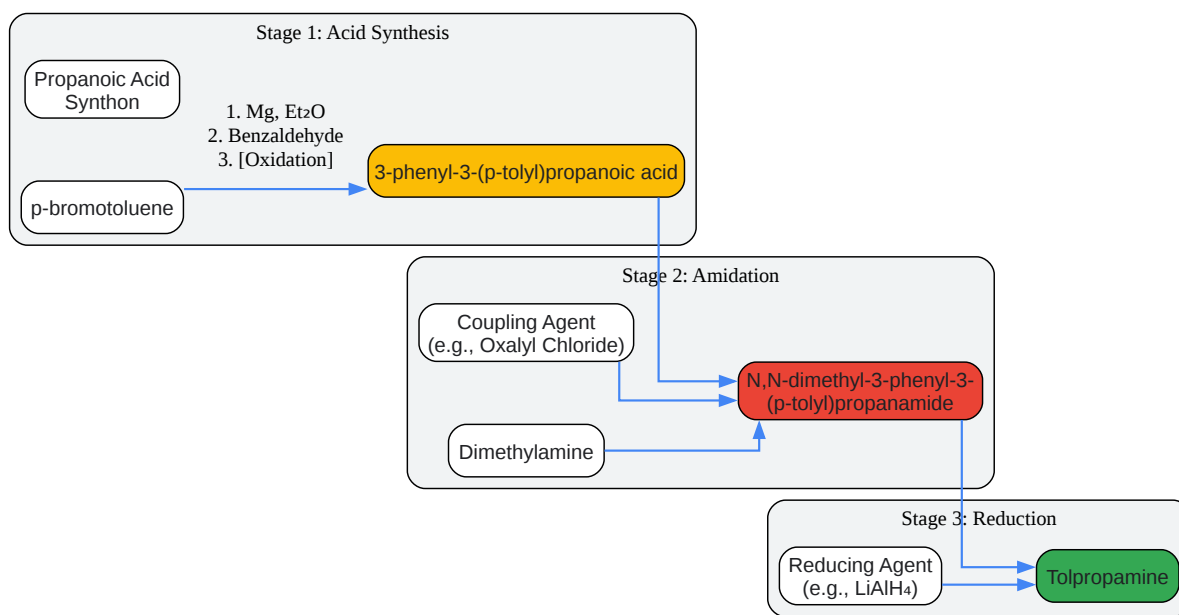 Stage 1: Acid Synthesis
Propanoic Acid
Synthon
1. Mg, Et₂O
2. Benzaldehyde
3. [Oxidation]
p-bromotoluene
3-phenyl-3-(p-tolyl)propanoic acid
Stage 2: Amidation
Coupling Agent
(e.g., Oxalyl Chloride)
Dimethylamine
N,N-dimethyl-3-phenyl-3-
(p-tolyl)propanamide
Stage 3: Reduction
Reducing Agent
(e.g., LiAlH₄)
Tolpropamine